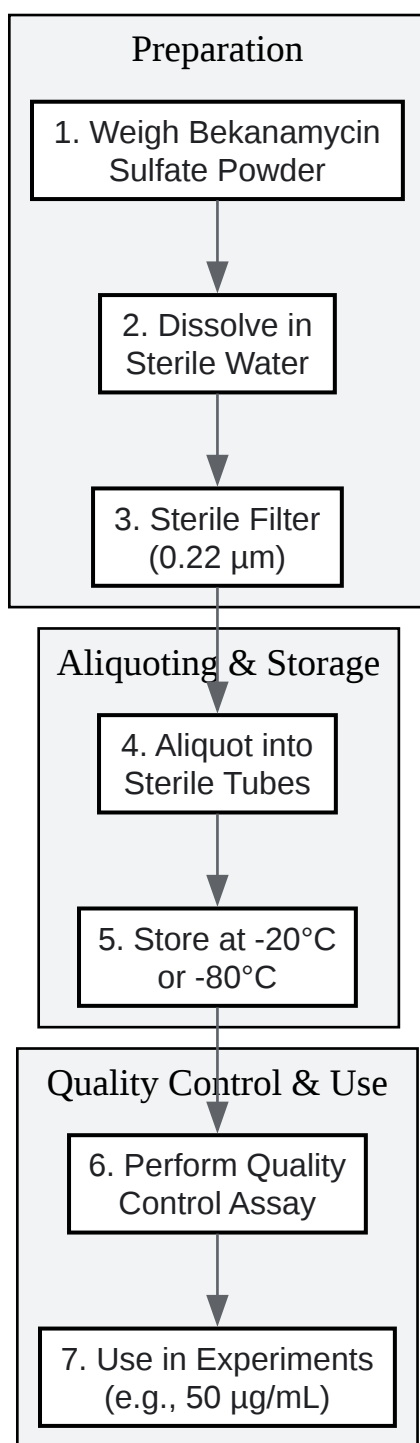 Preparation
1. Weigh Bekanamycin
Sulfate Powder
2. Dissolve in
Sterile Water
3. Sterile Filter
(0.22 µm)
Aliquoting & Storage
4. Aliquot into
Sterile Tubes
5. Store at -20°C
or -80°C
Quality Control & Use
6. Perform Quality
Control Assay
7. Use in Experiments
(e.g., 50 µg/mL)